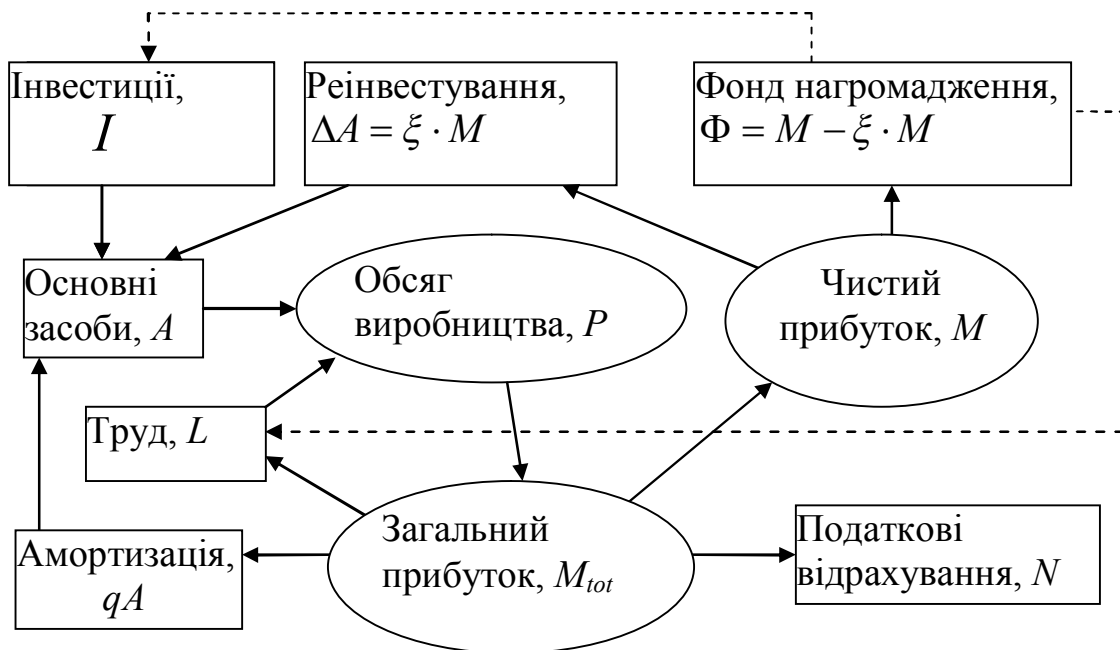 Інвестиції,
I
Реінвестування,
ΔA = ξ · M
Фонд нагромадження,
Φ = M − ξ · M
Основні
засоби, A
Обсяг
виробництва, P
Чистий
прибуток, M
Труд, L
Амортизація,
qA
Загальний
прибуток, M_tot
Податкові
відрахування, N